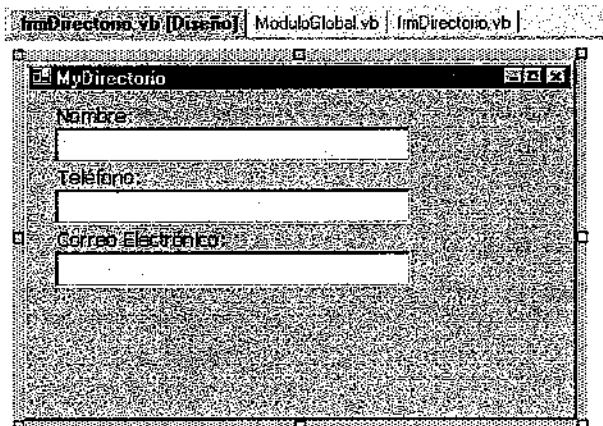 frmDirectorio.vb [Diseño] ModuloGlobal.vb frmDirectorio.vb
MyDirectorio
Nombre:
Teléfono:
Correo Electrónico: